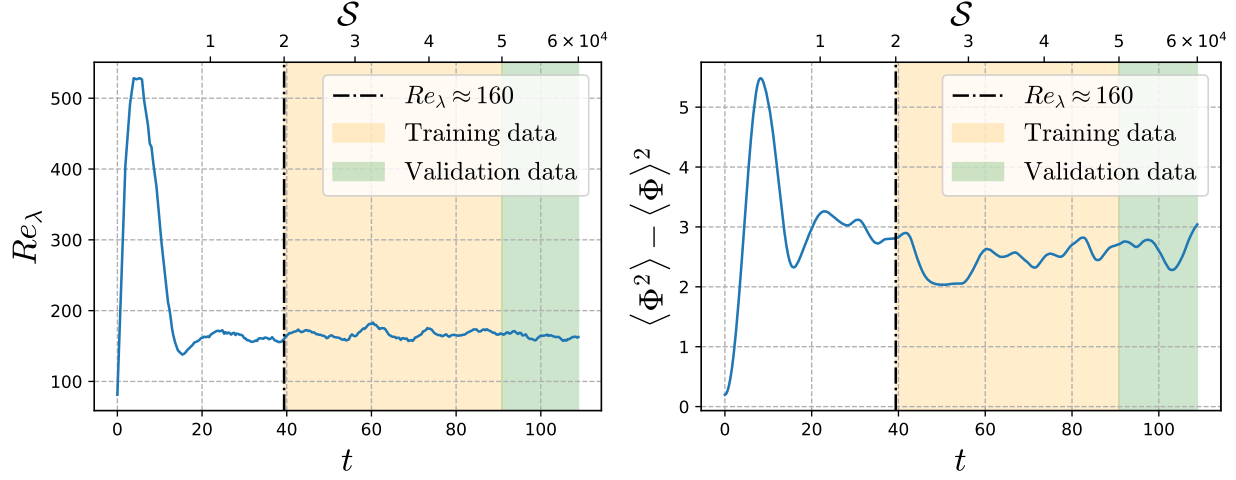 𝒮
1 2 3 4 5 6 × 10⁴
Re_λ
500
400
300
200
100
Re_λ ≈ 160
Training data
Validation data
0 20 40 60 80 100
t
𝒮
1 2 3 4 5 6 × 10⁴
⟨Φ²⟩ − ⟨Φ⟩²
5
4
3
2
1
0
Re_λ ≈ 160
Training data
Validation data
0 20 40 60 80 100
t